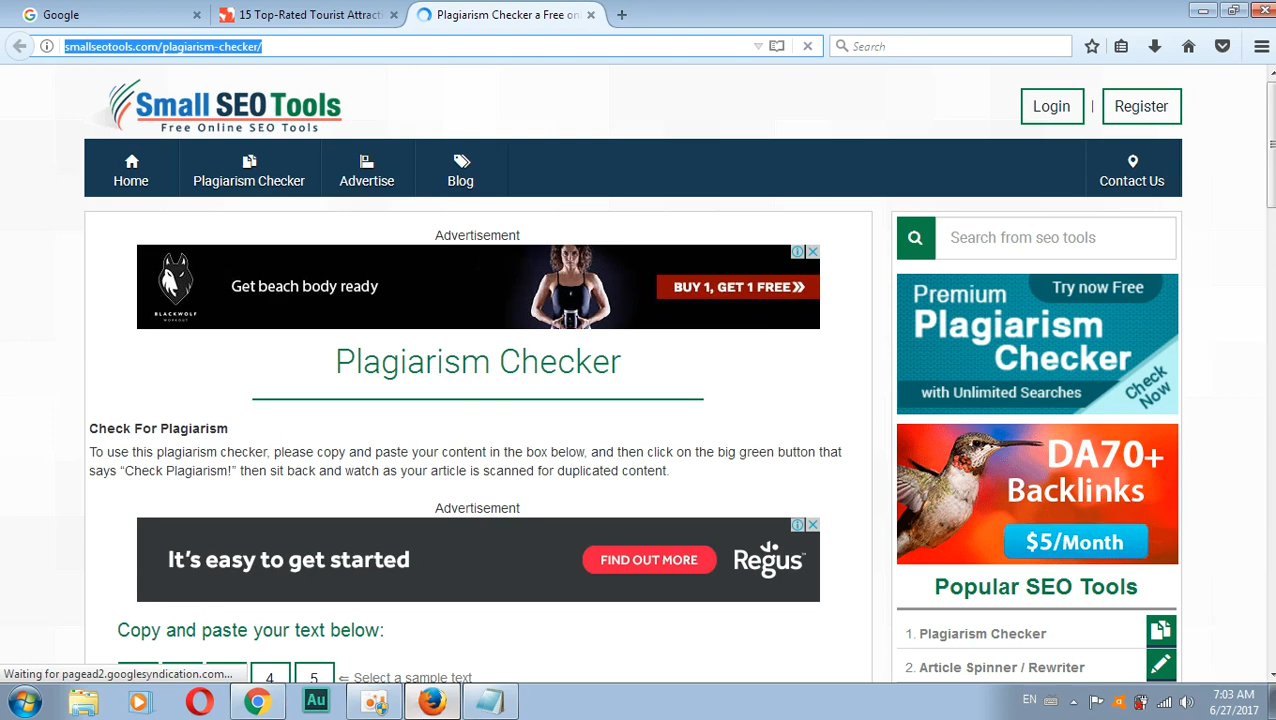 Google
15 Top-Rated Tourist Attract
Plagiarism Checker a Free on
smallseotools.com/plagiarism-checker/
Search
Small SEO Tools
Free Online SEO Tools
Login | Register
Home
Plagiarism Checker
Advertise
Blog
Contact Us
Advertisement
BLACKWOLF
WORKOUT
Get beach body ready
BUY 1, GET 1 FREE»
Plagiarism Checker
Check For Plagiarism
To use this plagiarism checker, please copy and paste your content in the box below, and then click on the big green button that
says “Check Plagiarism!” then sit back and watch as your article is scanned for duplicated content.
Advertisement
It's easy to get started
FIND OUT MORE
Regus™
Copy and paste your text below:
4 5 ⇐ Select a sample text
Search from seo tools
Premium
Try now Free
Plagiarism
Checker
with Unlimited Searches
Check
Now
DA70+
Backlinks
$5/Month
Popular SEO Tools
1. Plagiarism Checker
2. Article Spinner / Rewriter
Waiting for pagead2.googlesyndication.com...
Au
EN
7:03 AM
6/27/2017